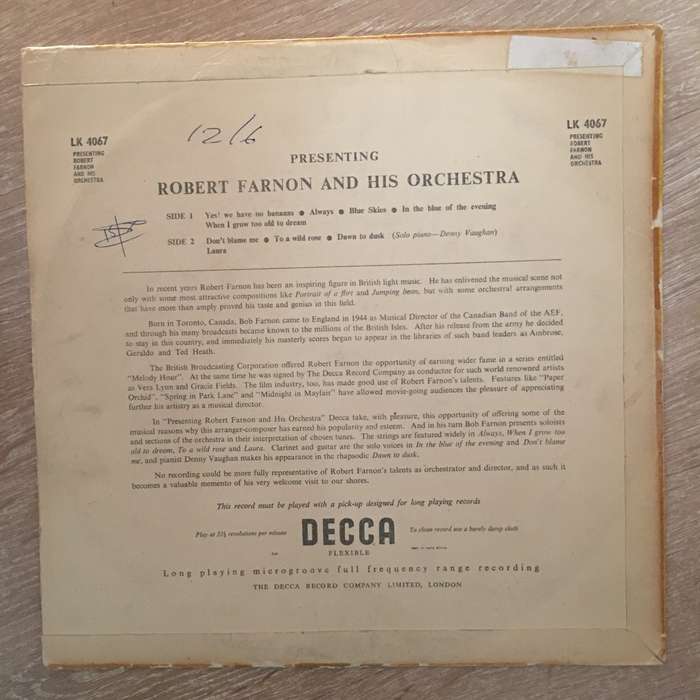 12/6
LK 4067
PRESENTING
ROBERT
FARNON
AND HIS
ORCHESTRA
LK 4067
PRESENTING
ROBERT
FARNON
AND HIS
ORCHESTRA
PRESENTING
ROBERT FARNON AND HIS ORCHESTRA
SIDE 1 Yes! we have no bananas ● Always ● Blue Skies ● In the blue of the evening
When I grow too old to dream
SIDE 2 Don't blame me ● To a wild rose ● Dawn to dusk (Solo piano—Denny Vaughan)
Laura
In recent years Robert Farnon has been an inspiring figure in British light music. He has enlivened the musical scene not
only with some most attractive compositions like Portrait of a flirt and Jumping bean, but with some orchestral arrangements
that have more than amply proved his taste and genius in this field.
Born in Toronto, Canada, Bob Farnon came to England in 1944 as Musical Director of the Canadian Band of the AEF,
and through his many broadcasts became known to the millions of the British Isles. After his release from the army he decided
to stay in this country, and immediately his masterly scores began to appear in the libraries of such band leaders as Ambrose,
Geraldo and Ted Heath.
The British Broadcasting Corporation offered Robert Farnon the opportunity of earning wider fame in a series entitled
"Melody Hour". At the same time he was signed by The Decca Record Company as conductor for such world renowned artists
as Vera Lynn and Gracie Fields. The film industry, too, has made good use of Robert Farnon's talents. Features like "Paper
Orchid", "Spring in Park Lane" and "Midnight in Mayfair" have allowed movie-going audiences the pleasure of appreciating
further his artistry as a musical director.
In "Presenting Robert Farnon and His Orchestra" Decca take, with pleasure, this opportunity of offering some of the
musical reasons why this arranger-composer has earned his popularity and esteem. And in his turn Bob Farnon presents soloists
and sections of the orchestra in their interpretation of chosen tunes. The strings are featured widely in Always, When I grow too
old to dream, To a wild rose and Laura. Clarinet and guitar are the solo voices in In the blue of the evening and Don't blame
me, and pianist Denny Vaughan makes his appearance in the rhapsodic Dawn to dusk.
No recording could be more fully representative of Robert Farnon's talents as orchestrator and director, and as such it
becomes a valuable memento of his very welcome visit to our shores.
This record must be played with a pick-up designed for long playing records
Play at 33⅓ revolutions per minute
DECCA
To clean record use a barely damp cloth
FLEXIBLE
Long playing microgroove full frequency range recording
THE DECCA RECORD COMPANY LIMITED, LONDON